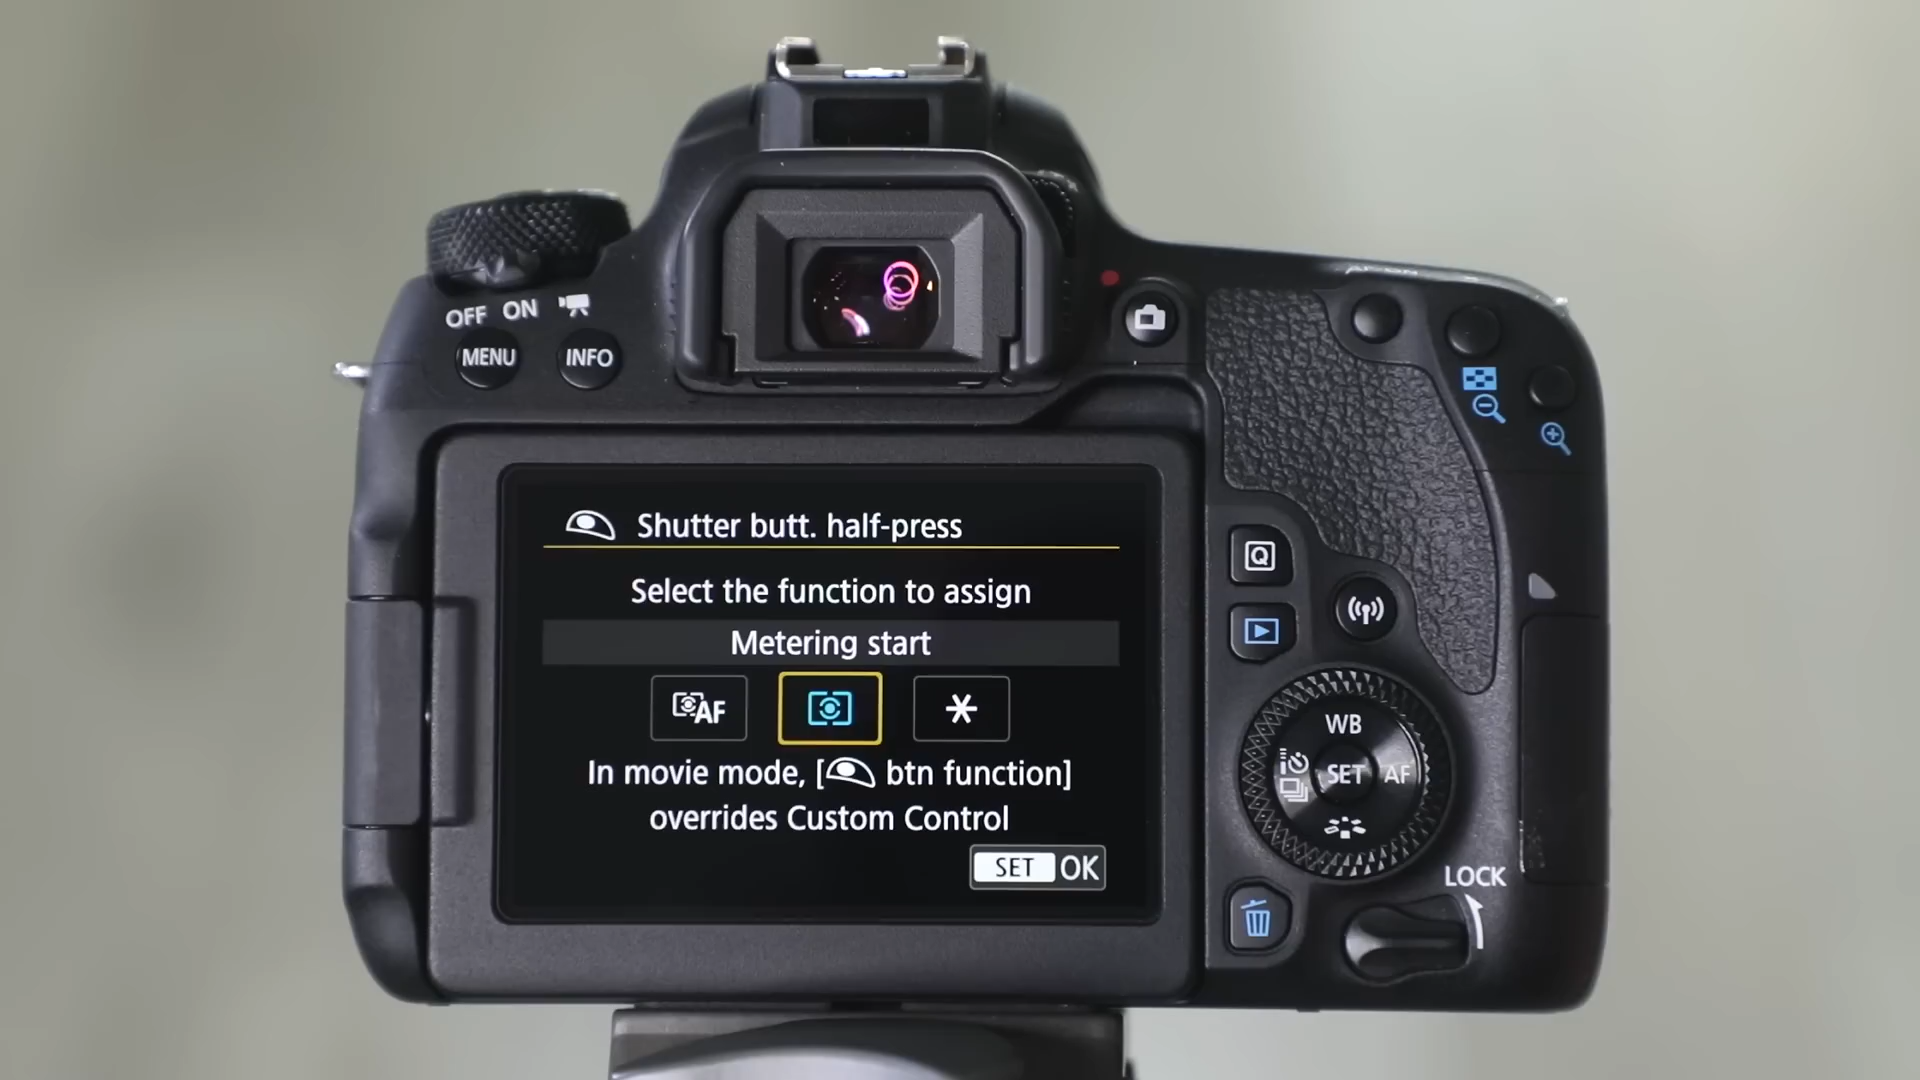 OFF ON
MENU INFO
Shutter butt. half-press
Select the function to assign
Metering start
AF
In movie mode, [ btn function]
overrides Custom Control
SET OK
Q
WB
SET AF
LOCK